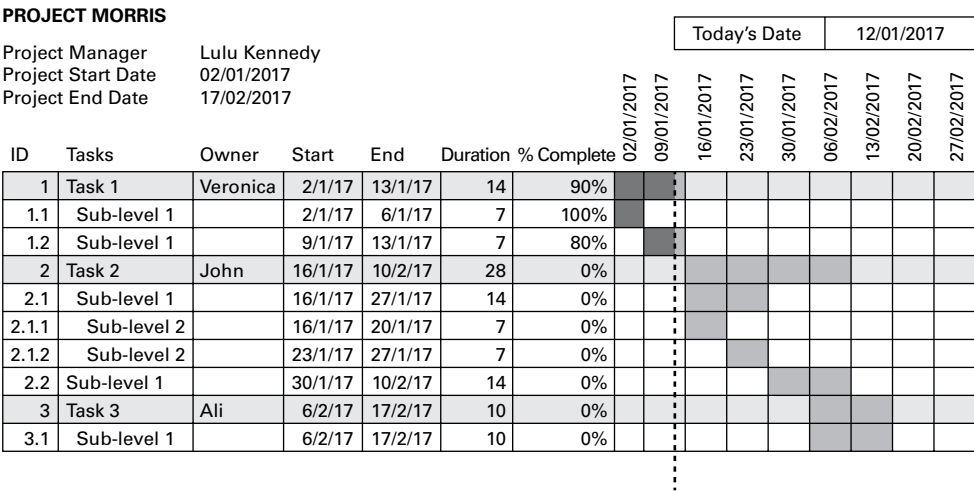 PROJECT MORRIS
Today's Date 12/01/2017
Project Manager Lulu Kennedy
Project Start Date 02/01/2017
Project End Date 17/02/2017
ID Tasks Owner Start End Duration % Complete 02/01/2017 09/01/2017 16/01/2017 23/01/2017 30/01/2017 06/02/2017 13/02/2017 20/02/2017 27/02/2017
1 Task 1 Veronica 2/1/17 13/1/17 14 90%
1.1 Sub-level 1 2/1/17 6/1/17 7 100%
1.2 Sub-level 1 9/1/17 13/1/17 7 80%
2 Task 2 John 16/1/17 10/2/17 28 0%
2.1 Sub-level 1 16/1/17 27/1/17 14 0%
2.1.1 Sub-level 2 16/1/17 20/1/17 7 0%
2.1.2 Sub-level 2 23/1/17 27/1/17 7 0%
2.2 Sub-level 1 30/1/17 10/2/17 14 0%
3 Task 3 Ali 6/2/17 17/2/17 10 0%
3.1 Sub-level 1 6/2/17 17/2/17 10 0%